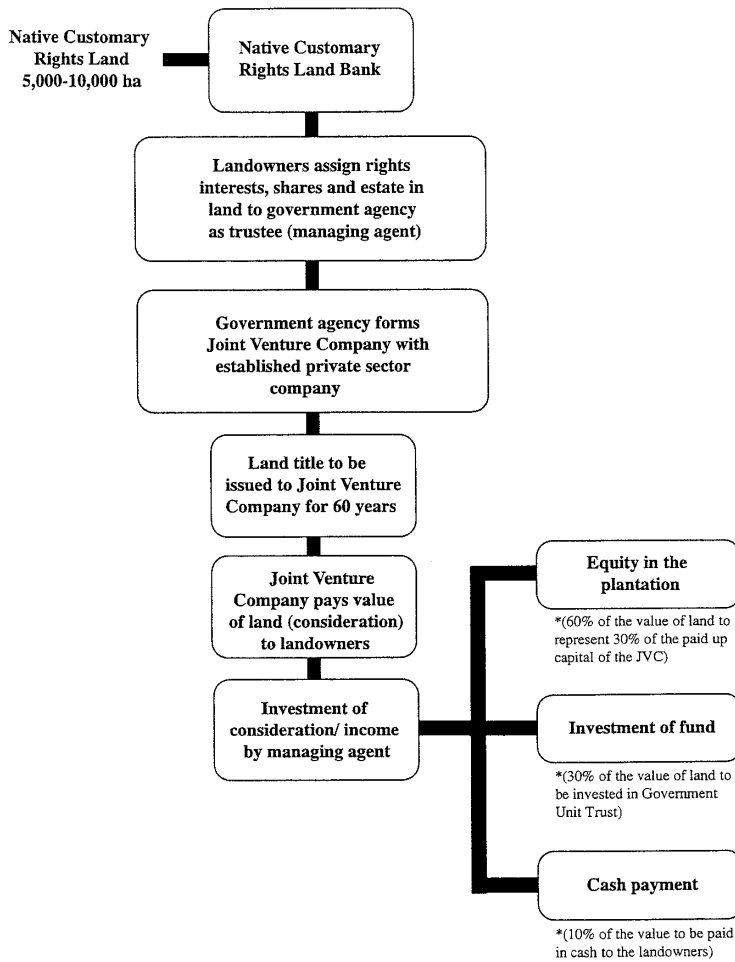 Native Customary
Rights Land
5,000-10,000 ha
Native Customary
Rights Land Bank
Landowners assign rights
interests, shares and estate in
land to government agency
as trustee (managing agent)
Government agency forms
Joint Venture Company with
established private sector
company
Land title to be
issued to Joint Venture
Company for 60 years
Joint Venture
Company pays value
of land (consideration)
to landowners
Investment of
consideration/ income
by managing agent
Equity in the
plantation
*(60% of the value of land to
represent 30% of the paid up
capital of the JVC)
Investment of fund
*(30% of the value of land to
be invested in Government
Unit Trust)
Cash payment
*(10% of the value to be paid
in cash to the landowners)